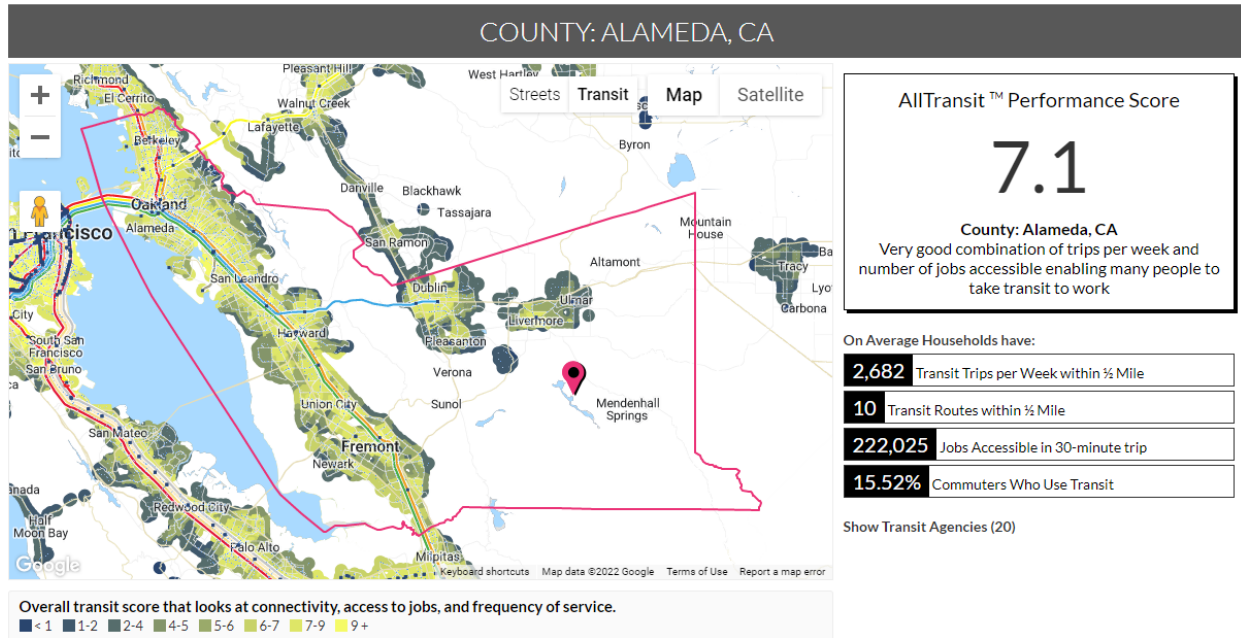 COUNTY: ALAMEDA, CA
Richmond
El Cerrito
Pleasant Hill
West Hartley
Streets
Transit
Map
Satellite
Walnut Creek
Berkeley
Lafayette
Byron
Danville
Blackhawk
Tassajara
Oakland
Alameda
San Ramon
Mountain
House
San Leandro
Altamont
Tracy
Dublin
Ulmar
Carbona
City
Livermore
Hayward
Pleasanton
South San
Francisco
San Bruno
Verona
Union City
Sunol
Mendenhall
Springs
San Mateo
Fremont
Newark
Redwood City
Half
Moon Bay
Palo Alto
Milpitas
Google
Keyboard shortcuts
Map data ©2022 Google
Terms of Use
Report a map error
Overall transit score that looks at connectivity, access to jobs, and frequency of service.
< 1 1-2 2-4 4-5 5-6 6-7 7-9 9 +
AllTransit ™ Performance Score
7.1
County: Alameda, CA
Very good combination of trips per week and
number of jobs accessible enabling many people to
take transit to work
On Average Households have:
2,682 Transit Trips per Week within ½ Mile
10 Transit Routes within ½ Mile
222,025 Jobs Accessible in 30-minute trip
15.52% Commuters Who Use Transit
Show Transit Agencies (20)